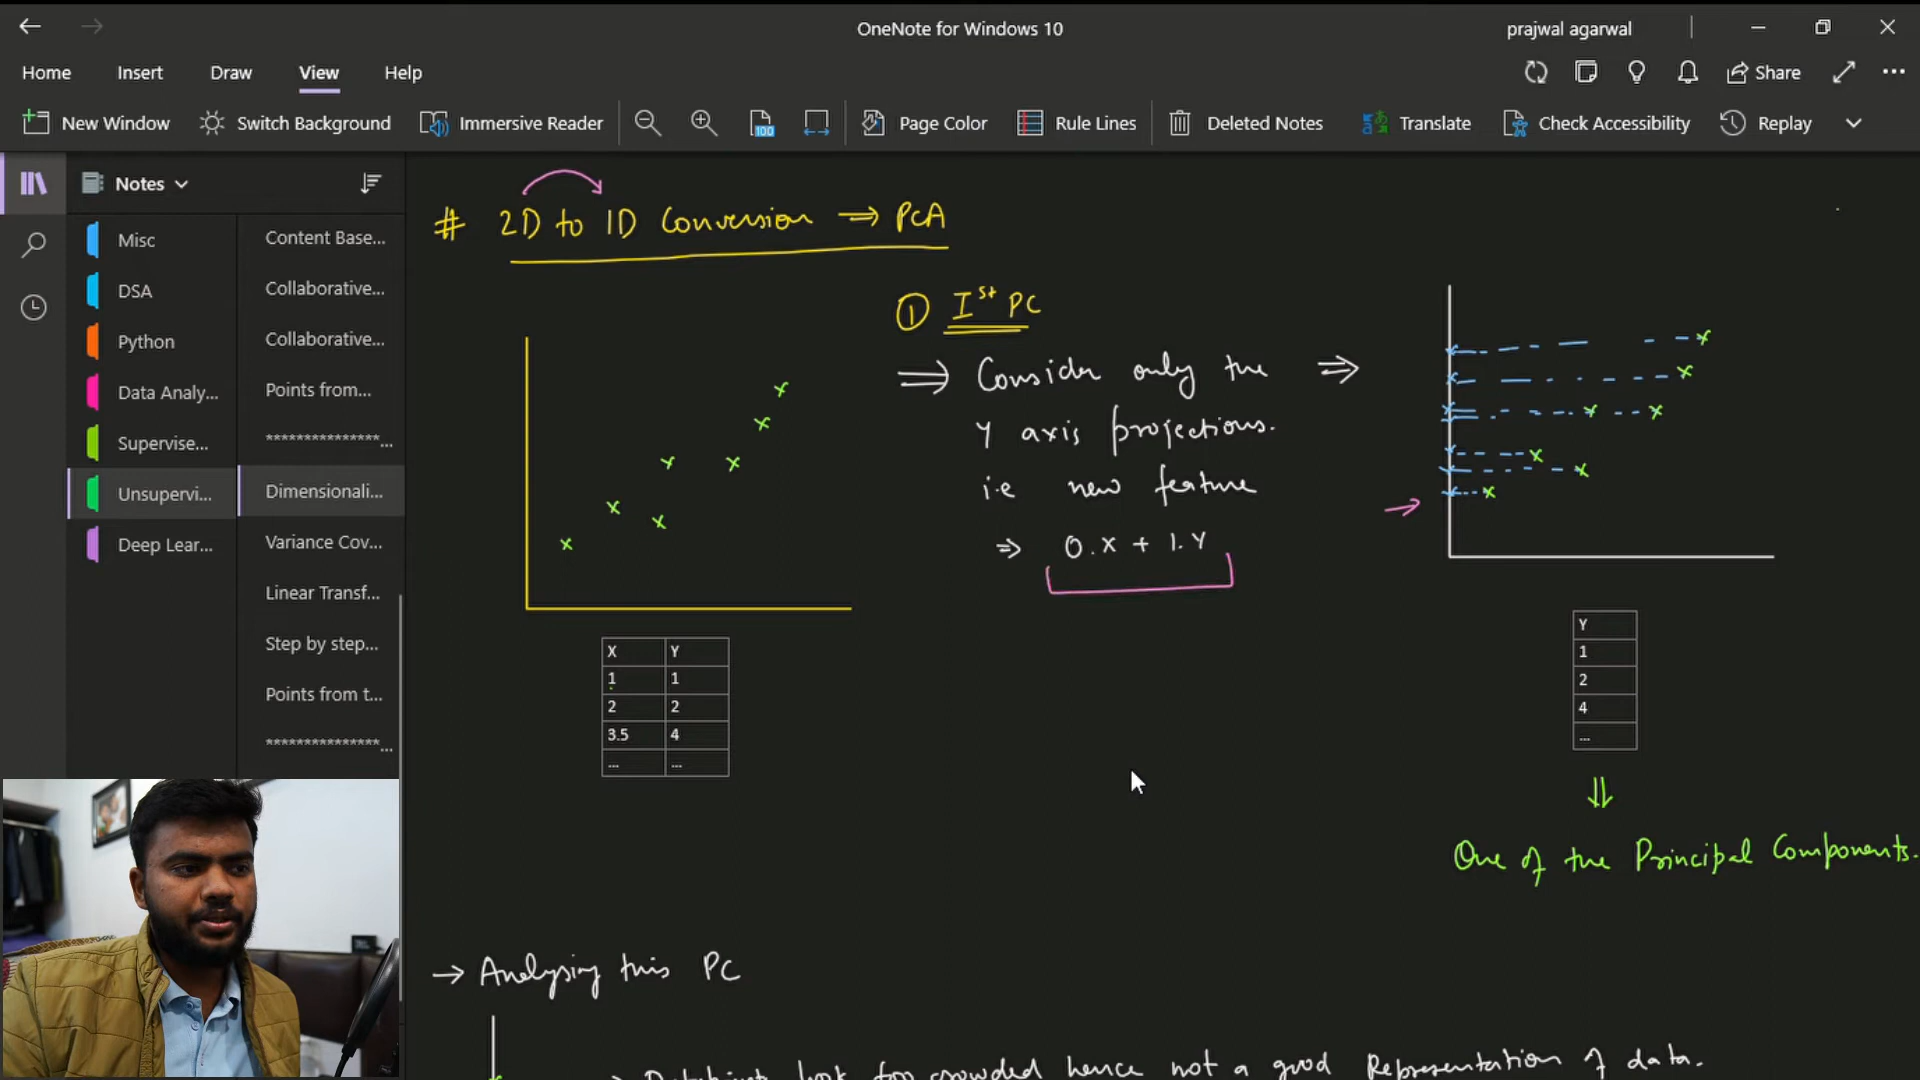 OneNote for Windows 10
prajwal agarwal
Home Insert Draw View Help
Share
New Window Switch Background Immersive Reader 100 Page Color Rule Lines Deleted Notes Translate Check Accessibility Replay
Notes
Misc
DSA
Python
Data Analy...
Supervise...
Unsupervi...
Deep Lear...
Content Base...
Collaborative...
Collaborative...
Points from...
***************...
Dimensionali...
Variance Cov...
Linear Transf...
Step by step...
Points from t...
***************...
# 2D to 1D Conversion ⇒ PCA
① Ist PC
⇒ Consider only the ⇒
Y axis projections.
i.e new feature
⇒ 0.X + 1.Y
X Y
1 1
2 2
3.5 4
... ...
Y
1
2
4
...
One of the Principal Components.
→ Analysing this PC
→ Datapoints look too crowded hence not a good Representation of data.